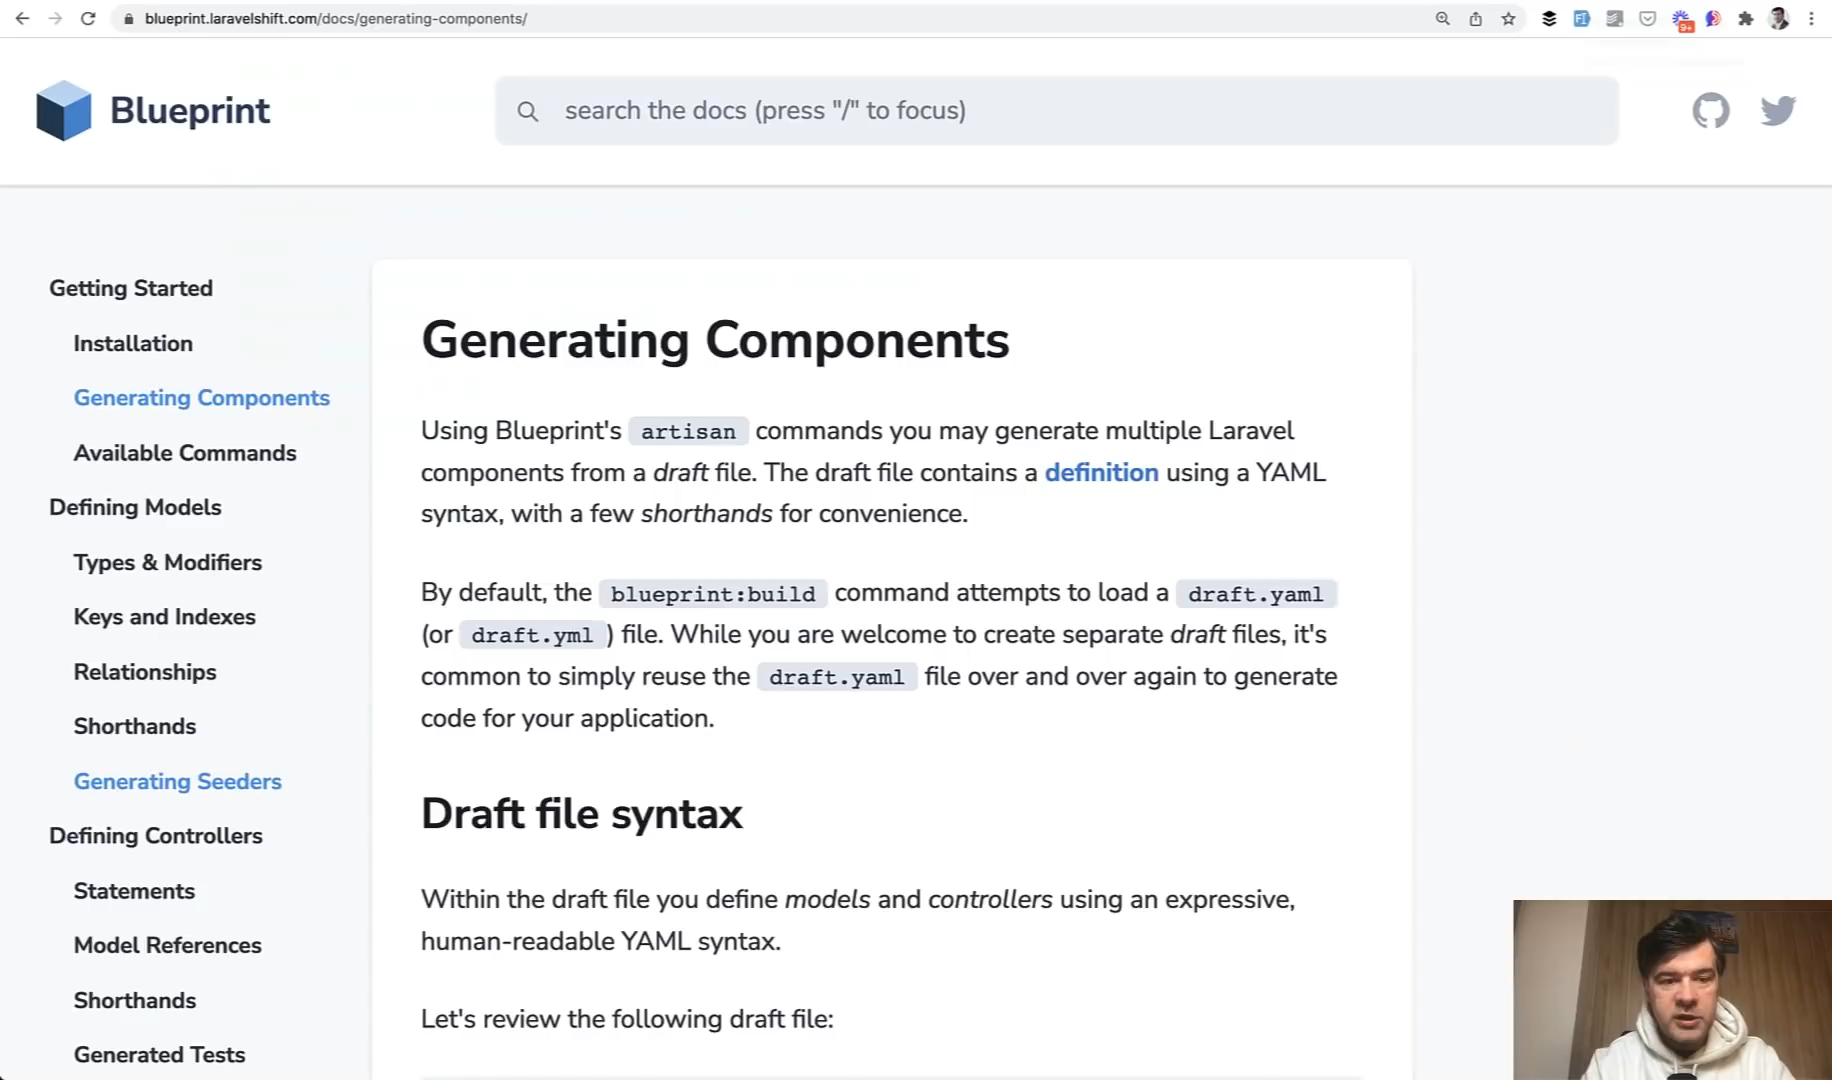 blueprint.laravelshift.com/docs/generating-components/
9+
Blueprint
search the docs (press "/" to focus)
Getting Started
Installation
Generating Components
Available Commands
Defining Models
Types & Modifiers
Keys and Indexes
Relationships
Shorthands
Generating Seeders
Defining Controllers
Statements
Model References
Shorthands
Generated Tests
Generating Components
Using Blueprint's artisan commands you may generate multiple Laravel
components from a draft file. The draft file contains a definition using a YAML
syntax, with a few shorthands for convenience.
By default, the blueprint:build command attempts to load a draft.yaml
(or draft.yml ) file. While you are welcome to create separate draft files, it's
common to simply reuse the draft.yaml file over and over again to generate
code for your application.
Draft file syntax
Within the draft file you define models and controllers using an expressive,
human-readable YAML syntax.
Let's review the following draft file: